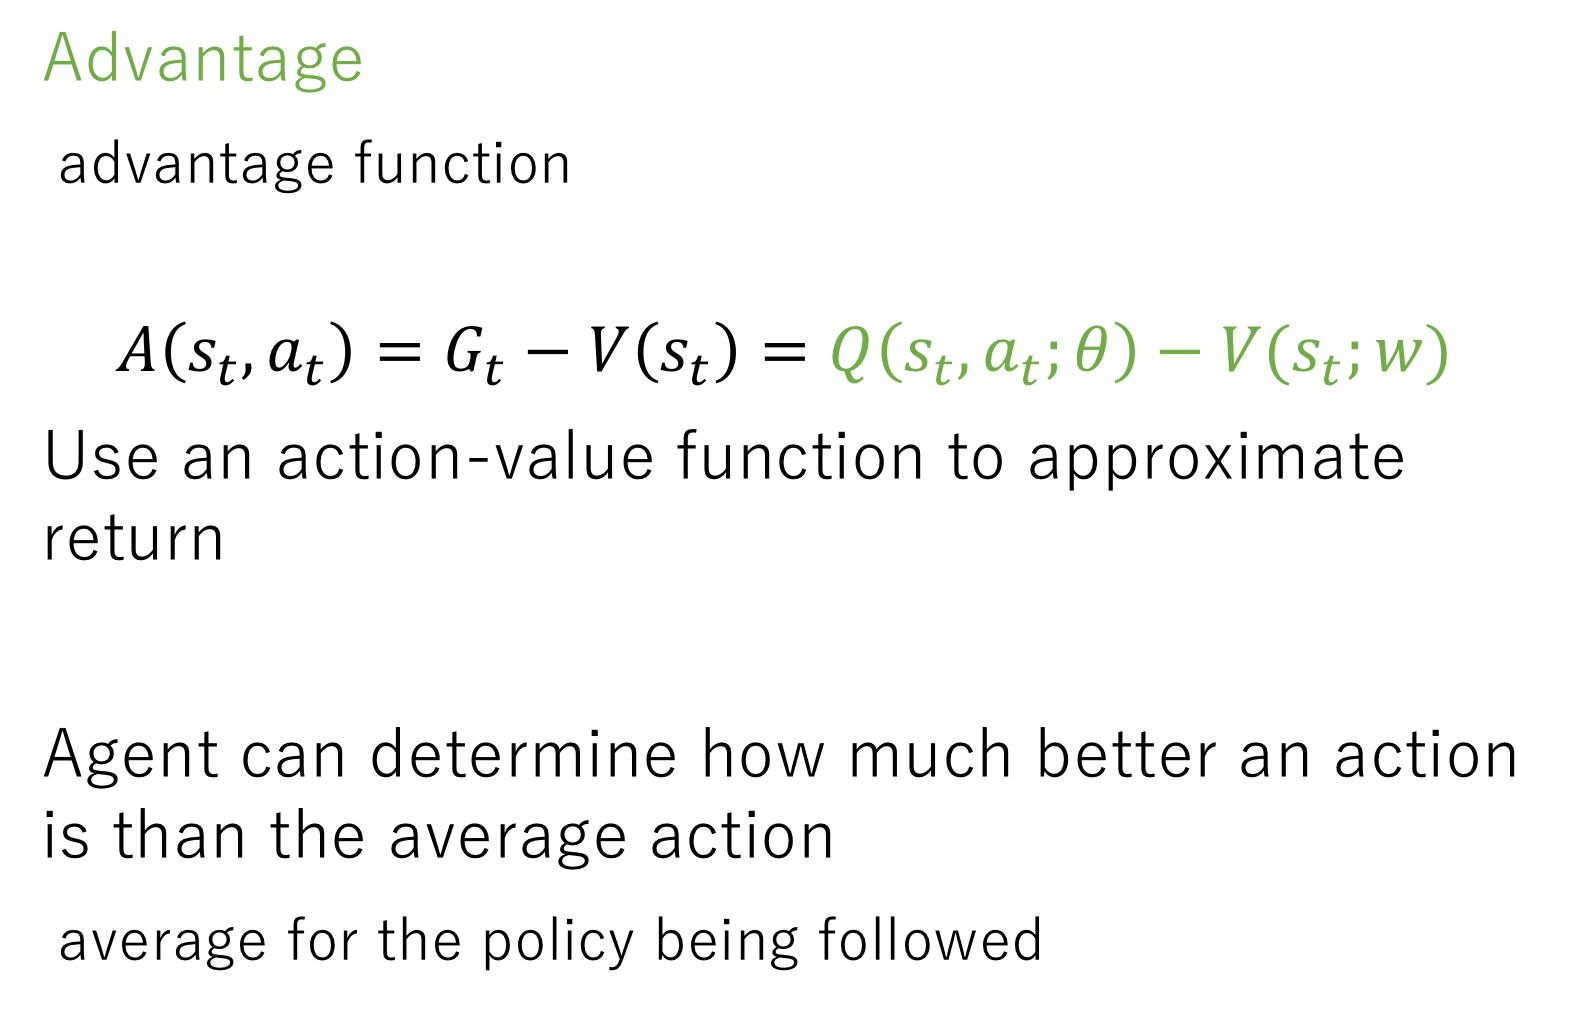 Advantage
advantage function
A(s_t, a_t) = G_t − V(s_t) = Q(s_t, a_t; θ) − V(s_t; w)
Use an action-value function to approximate
return
Agent can determine how much better an action
is than the average action
average for the policy being followed